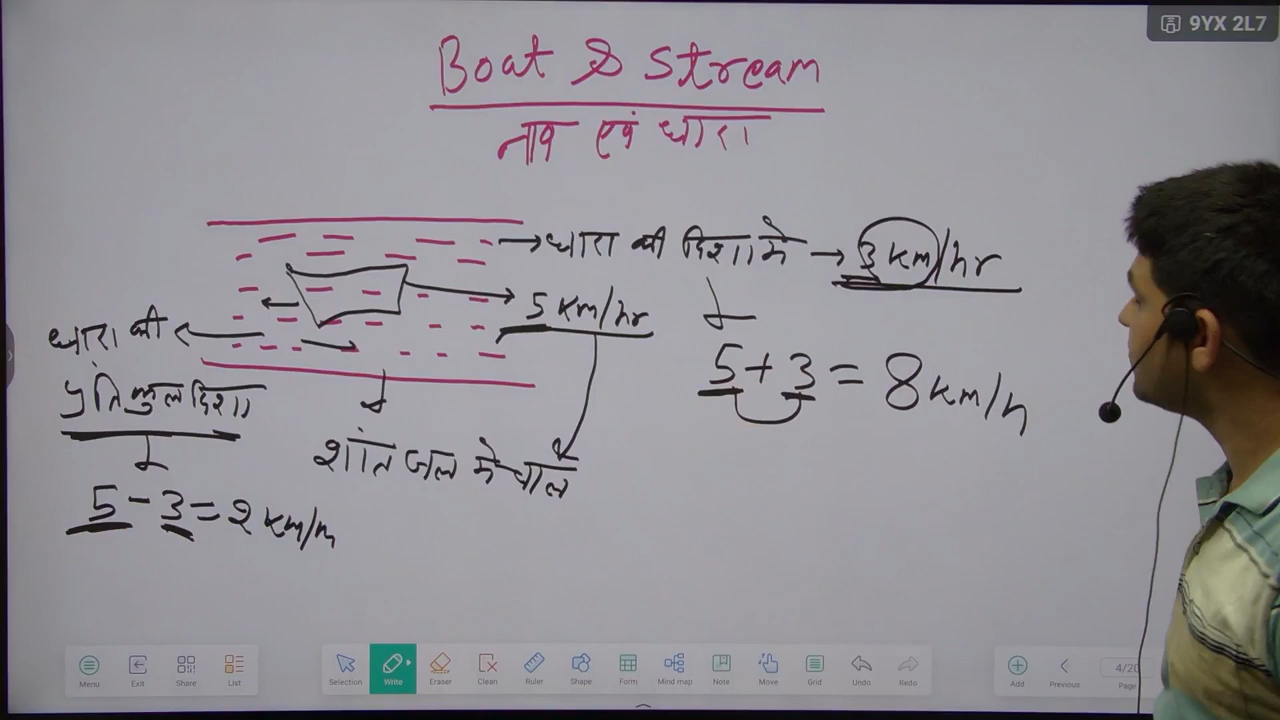 9YX 2L7
Boat & Stream
नाव एवं धारा
धारा की दिशा में → 3 km/hr
5 km/hr
धारा की
प्रतिकुल दिशा
5 + 3 = 8 km/h
शांत जल में चाल
5 - 3 = 2 km/m
Menu Exit Share List Selection Write Eraser Clean Ruler Shape Form Mind map Note Move Grid Undo Redo Add Previous Page
4/20